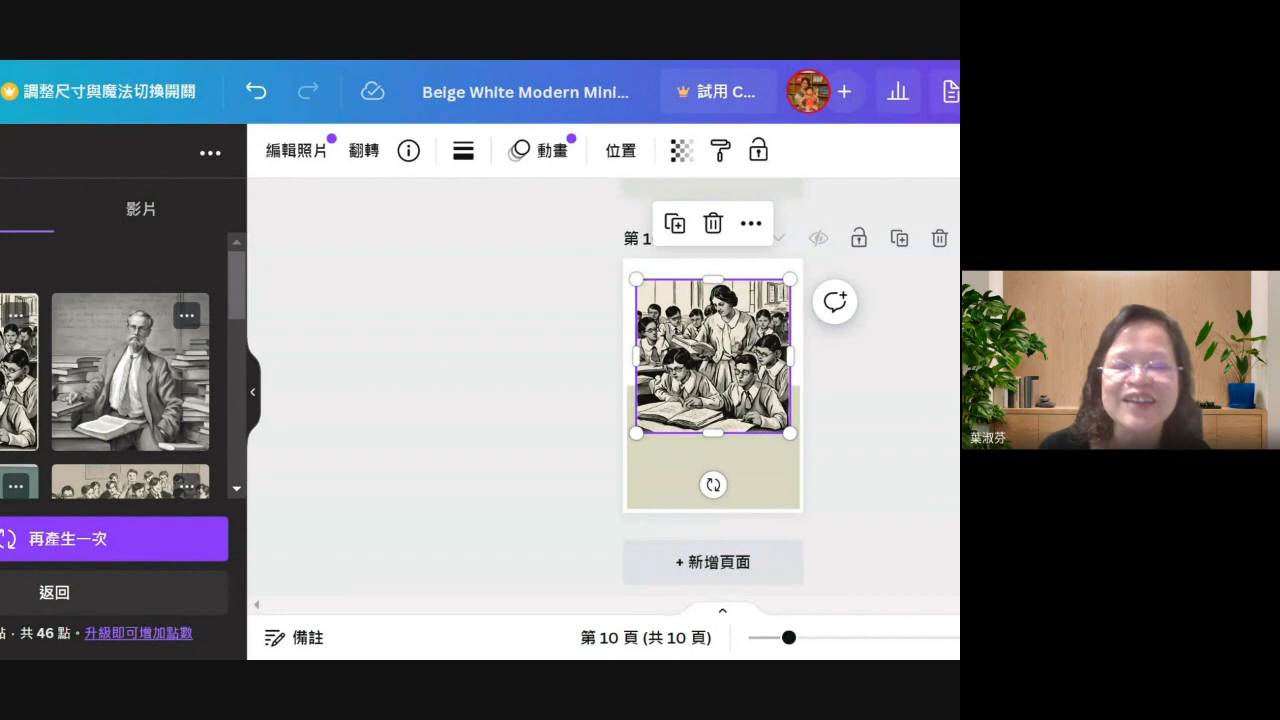 調整尺寸與魔法切換開關
Beige White Modern Mini...
試用 C...
編輯照片
翻轉
動畫
位置
影片
第 1
再產生一次
返回
點 · 共 46 點 • 升級即可增加點數
+ 新增頁面
備註
第 10 頁 (共 10 頁)
葉淑芬